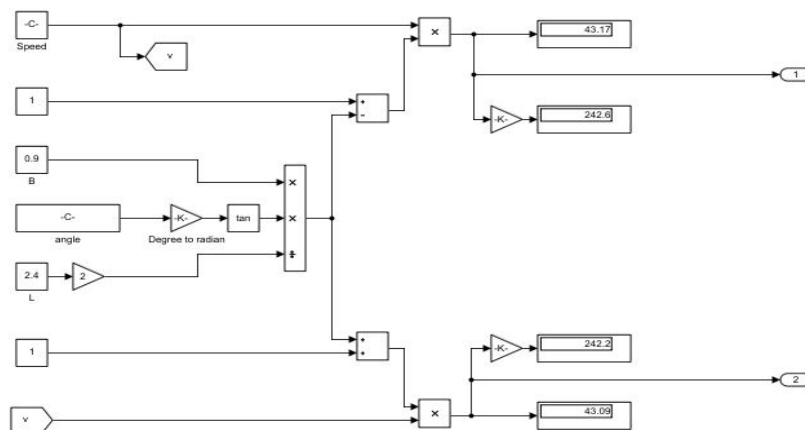 -C-
Speed
v
×
43.17
1
-K-
242.6
1
+
−
0.9
B
×
-C-
angle
-K-
Degree to radian
tan
×
÷
2.4
L
2
1
+
+
-K-
242.2
2
v
×
43.09